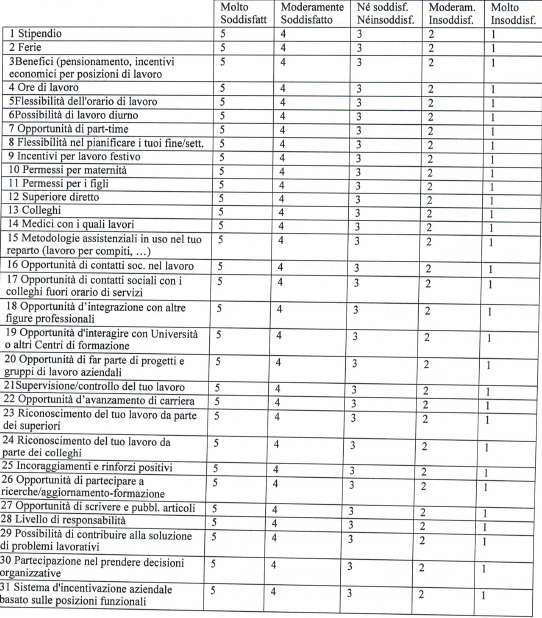 Molto Moderamente Né soddisf. Moderam. Molto
Soddisfatt Soddisfatto Néinsoddisf. Insoddisf. Insoddisf.
1 Stipendio 5 4 3 2 1
2 Ferie 5 4 3 2 1
3Benefici (pensionamento, incentivi 5 4 3 2 1
economici per posizioni di lavoro
4 Ore di lavoro 5 4 3 2 1
5Flessibilità dell'orario di lavoro 5 4 3 2 1
6Possibilità di lavoro diurno 5 4 3 2 1
7 Opportunità di part-time 5 4 3 2 1
8 Flessibilità nel pianificare i tuoi fine/sett. 5 4 3 2 1
9 Incentivi per lavoro festivo 5 4 3 2 1
10 Permessi per maternità 5 4 3 2 1
11 Permessi per i figli 5 4 3 2 1
12 Superiore diretto 5 4 3 2 1
13 Colleghi 5 4 3 2 1
14 Medici con i quali lavori 5 4 3 2 1
15 Metodologie assistenziali in uso nel tuo 5 4 3 2 1
reparto (lavoro per compiti, …)
16 Opportunità di contatti soc. nel lavoro 5 4 3 2 1
17 Opportunità di contatti sociali con i 5 4 3 2 1
colleghi fuori orario di servizi
18 Opportunità d'integrazione con altre 5 4 3 2 1
figure professionali
19 Opportunità d'interagire con Università 5 4 3 2 1
o altri Centri di formazione
20 Opportunità di far parte di progetti e 5 4 3 2 1
gruppi di lavoro aziendali
21Supervisione/controllo del tuo lavoro 5 4 3 2 1
22 Opportunità d'avanzamento di carriera 5 4 3 2 1
23 Riconoscimento del tuo lavoro da parte 5 4 3 2 1
dei superiori
24 Riconoscimento del tuo lavoro da 5 4 3 2 1
parte dei colleghi
25 Incoraggiamenti e rinforzi positivi 5 4 3 2 1
26 Opportunità di partecipare a 5 4 3 2 1
ricerche/aggiornamento-formazione
27 Opportunità di scrivere e pubbl. articoli 5 4 3 2 1
28 Livello di responsabilità 5 4 3 2 1
29 Possibilità di contribuire alla soluzione 5 4 3 2 1
di problemi lavorativi
30 Partecipazione nel prendere decisioni 5 4 3 2 1
organizzative
31 Sistema d'incentivazione aziendale 5 4 3 2 1
basato sulle posizioni funzionali